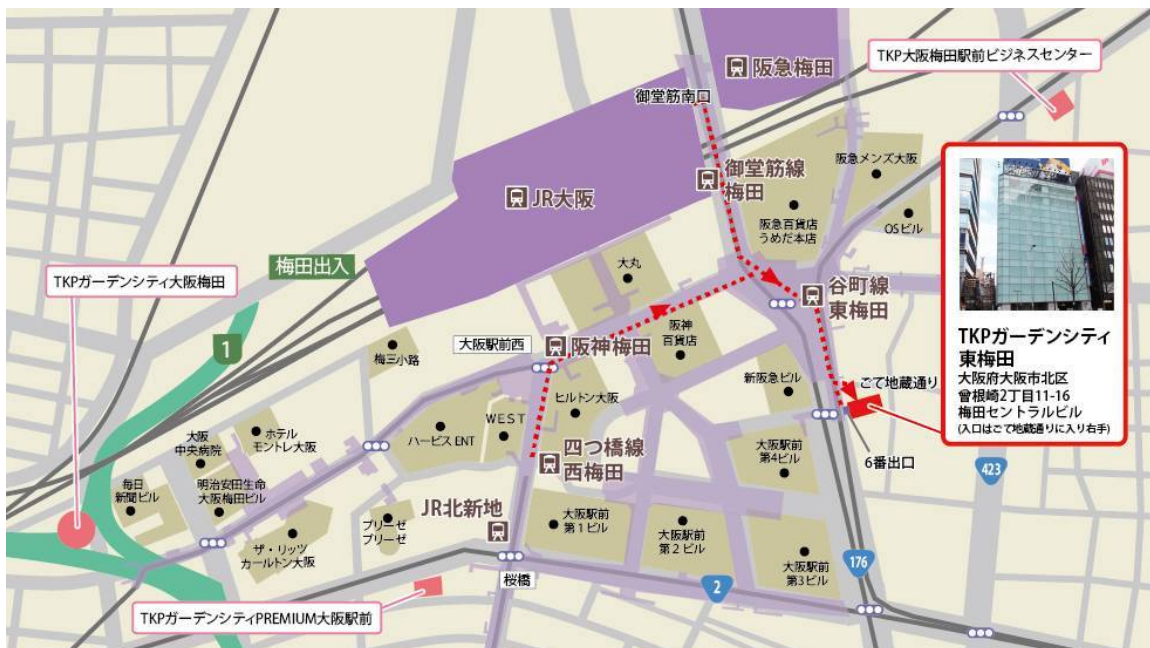 阪急梅田
TKP大阪梅田駅前ビジネスセンター
御堂筋南口
阪急メンズ大阪
御堂筋線
梅田
JR大阪
阪急百貨店
うめだ本店
OSビル
梅田出入
TKPガーデンシティ大阪梅田
大丸
谷町線
東梅田
1
大阪駅前西
阪神梅田
阪神
百貨店
梅三小路
新阪急ビル
ごて地蔵通り
TKPガーデンシティ
東梅田
大阪府大阪市北区
曾根崎2丁目11-16
梅田セントラルビル
(入口はごて地蔵通りに入り右手)
ヒルトン大阪
WEST
ハービス ENT
ホテル
モントレ大阪
大阪
中央病院
四つ橋線
西梅田
大阪駅前
第4ビル
6番出口
423
毎日
新聞ビル
明治安田生命
大阪梅田ビル
JR北新地
ブリーゼ
ブリーゼ
大阪駅前
第1ビル
大阪駅前
第2ビル
大阪駅前
第3ビル
176
ザ・リッツ
カールトン大阪
桜橋
2
TKPガーデンシティPREMIUM大阪駅前